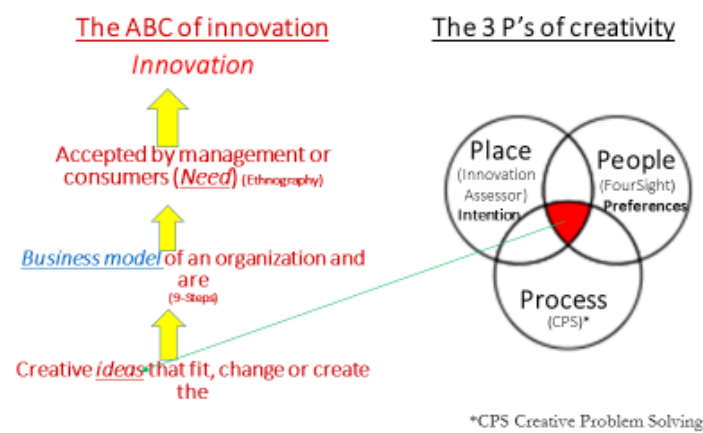 The ABC of innovation
Innovation
Accepted by management or
consumers (Need) (Ethnography)
Business model of an organization and
are
(9-Steps)
Creative ideas that fit, change or create
the
The 3 P's of creativity
Place
(Innovation
Assessor)
Intention
People
(FourSight)
Preferences
Process
(CPS)*
*CPS Creative Problem Solving